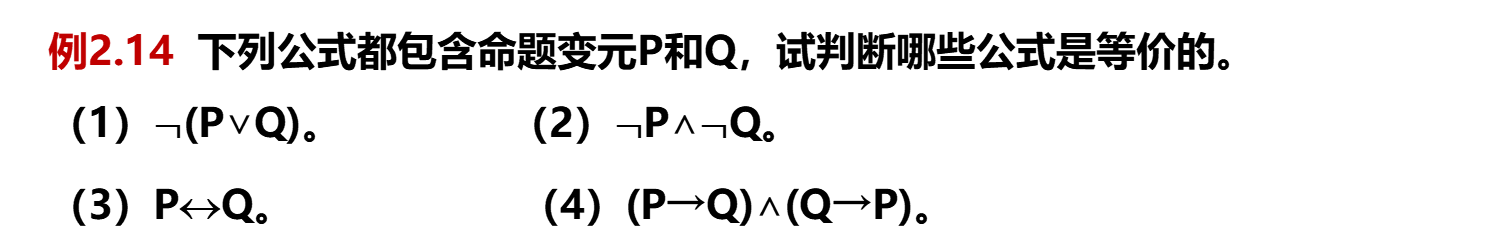 例2.14 下列公式都包含命题变元P和Q，试判断哪些公式是等价的。
（1）¬(P∨Q)。 （2）¬P∧¬Q。
（3）P↔Q。 （4）(P→Q)∧(Q→P)。